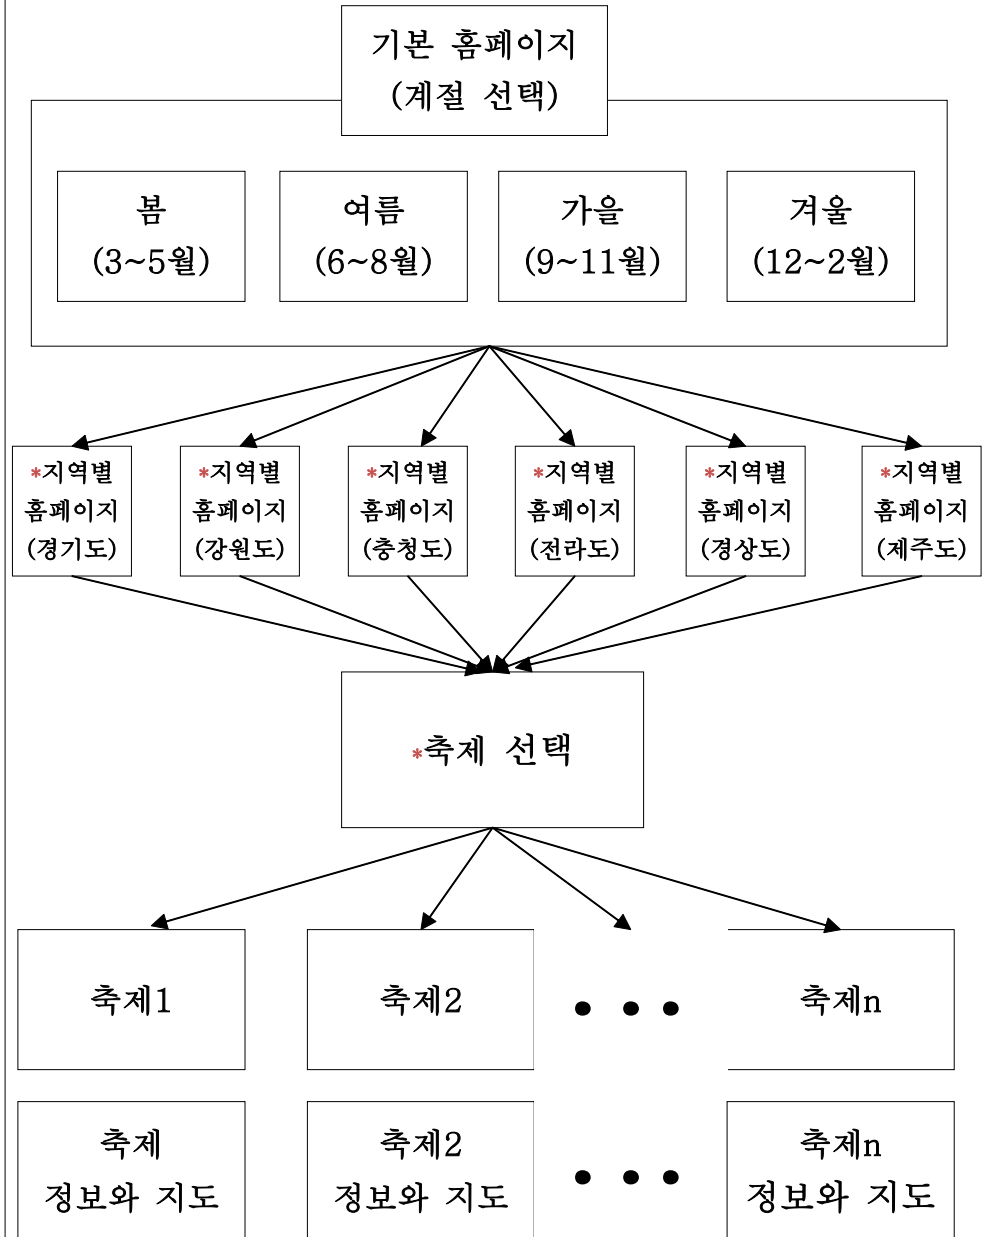 기본 홈페이지
(계절 선택)
봄
(3~5월)
여름
(6~8월)
가을
(9~11월)
겨울
(12~2월)
*지역별
홈페이지
(경기도)
*지역별
홈페이지
(강원도)
*지역별
홈페이지
(충청도)
*지역별
홈페이지
(전라도)
*지역별
홈페이지
(경상도)
*지역별
홈페이지
(제주도)
*축제 선택
축제1
축제2
● ● ●
축제n
축제
정보와 지도
축제2
정보와 지도
● ● ●
축제n
정보와 지도